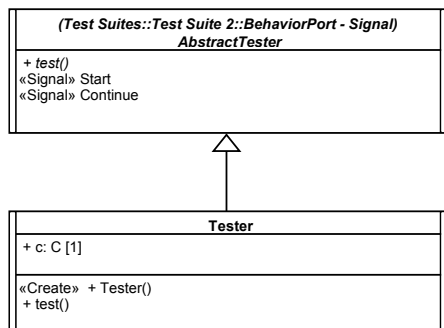 (Test Suites::Test Suite 2::BehaviorPort - Signal)
AbstractTester
+ test()
«Signal» Start
«Signal» Continue
Tester
+ c: C [1]
«Create» + Tester()
+ test()